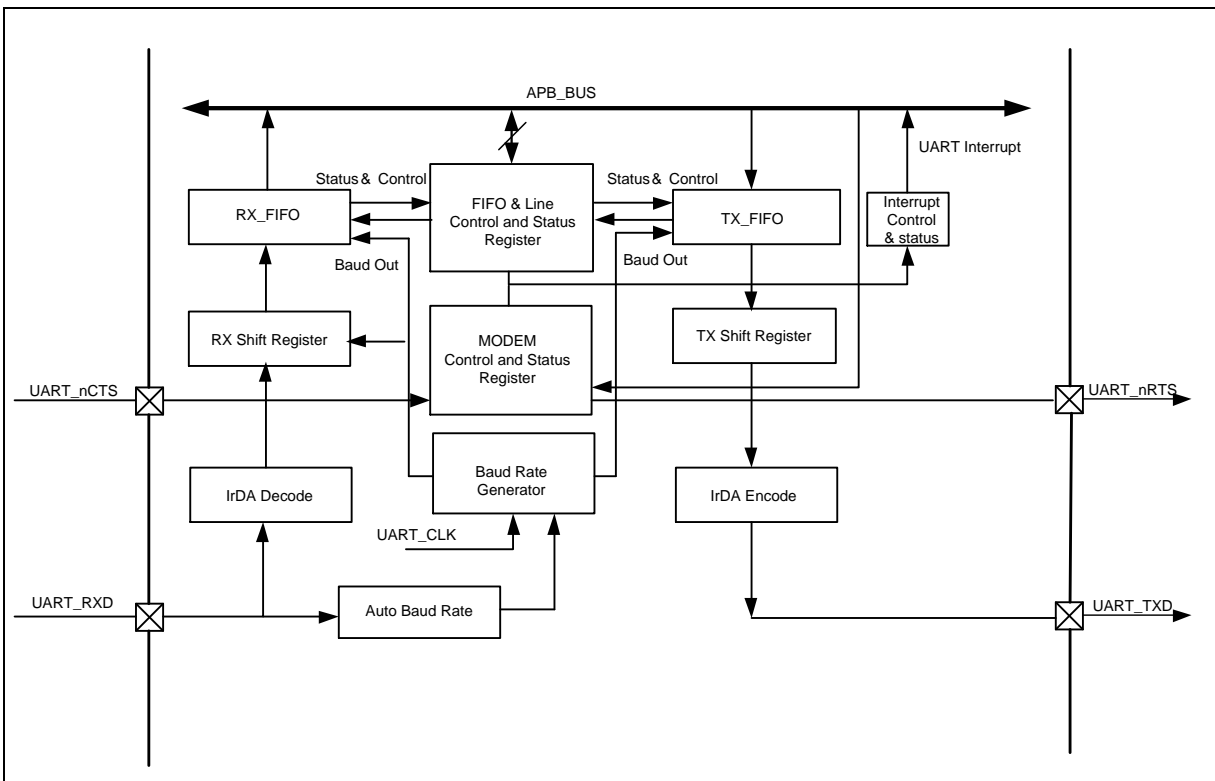 APB_BUS
UART Interrupt
Status & Control
Status & Control
RX_FIFO
FIFO & Line
Control and Status
Register
TX_FIFO
Interrupt
Control
& status
Baud Out
Baud Out
RX Shift Register
MODEM
Control and Status
Register
TX Shift Register
UART_nCTS
UART_nRTS
IrDA Decode
Baud Rate
Generator
IrDA Encode
UART_CLK
UART_RXD
Auto Baud Rate
UART_TXD